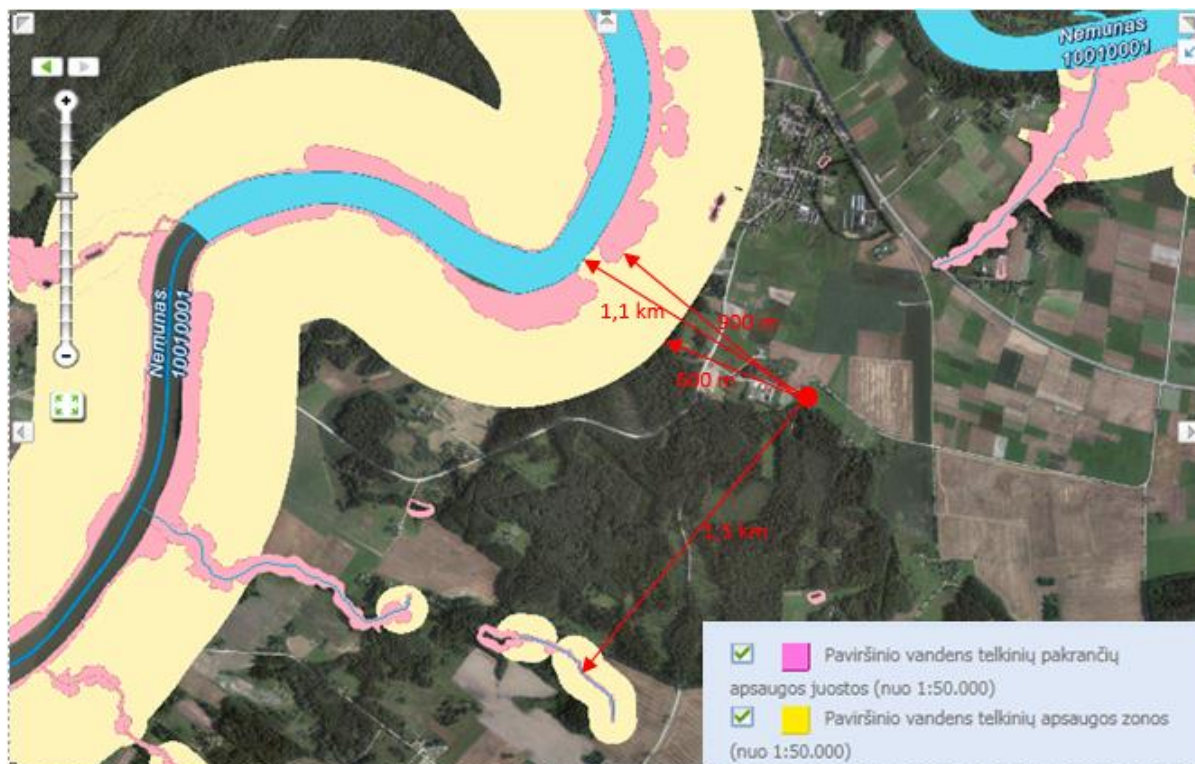 Nemunas
10010001
Nemunas
10010001
1,1 km
900 m
600 m
1,5 km
Paviršinio vandens telkinių pakrančių
apsaugos juostos (nuo 1:50.000)
Paviršinio vandens telkinių apsaugos zonos
(nuo 1:50.000)